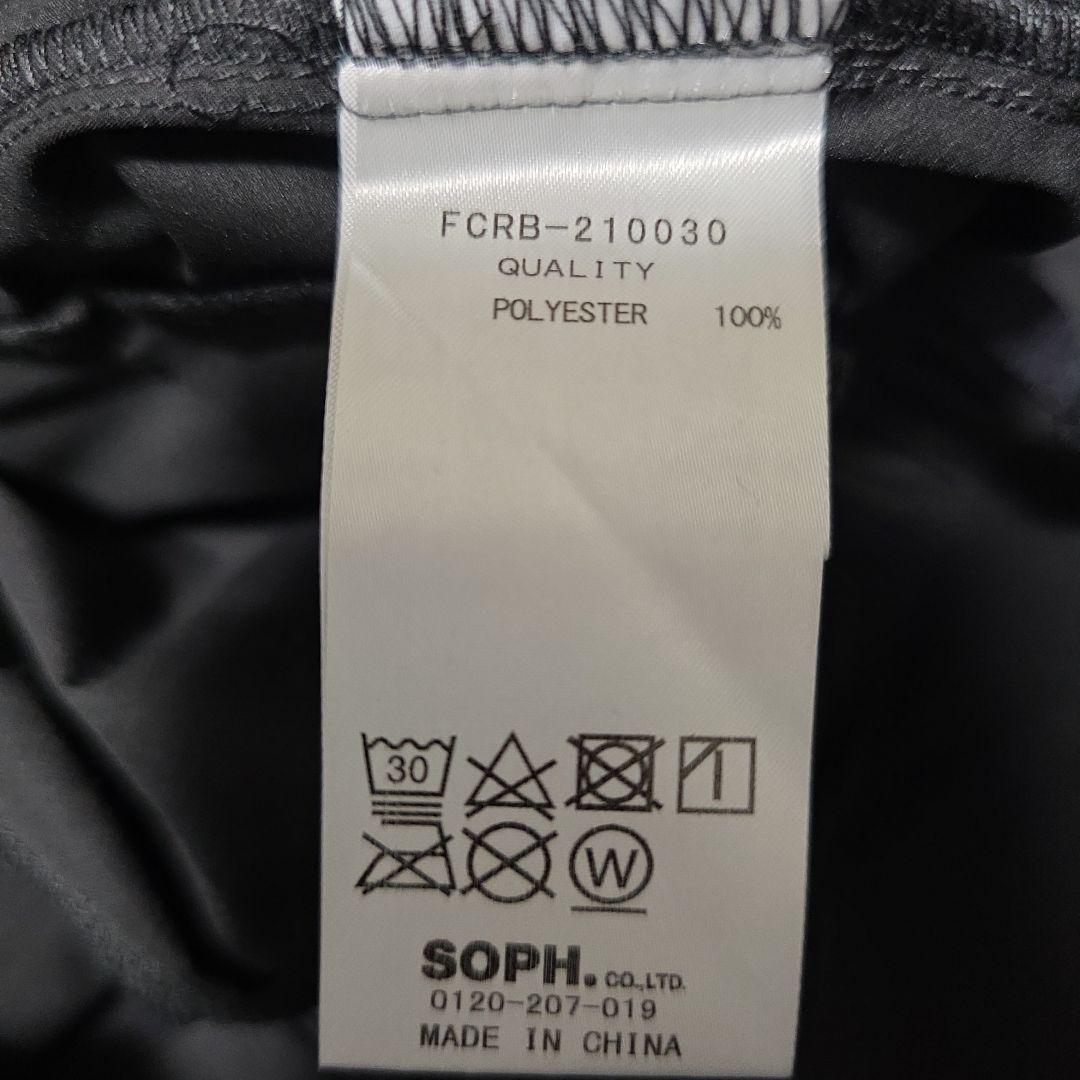 FCRB-210030
QUALITY
POLYESTER 100%
30
W
SOPH. CO.,LTD.
0120-207-019
MADE IN CHINA